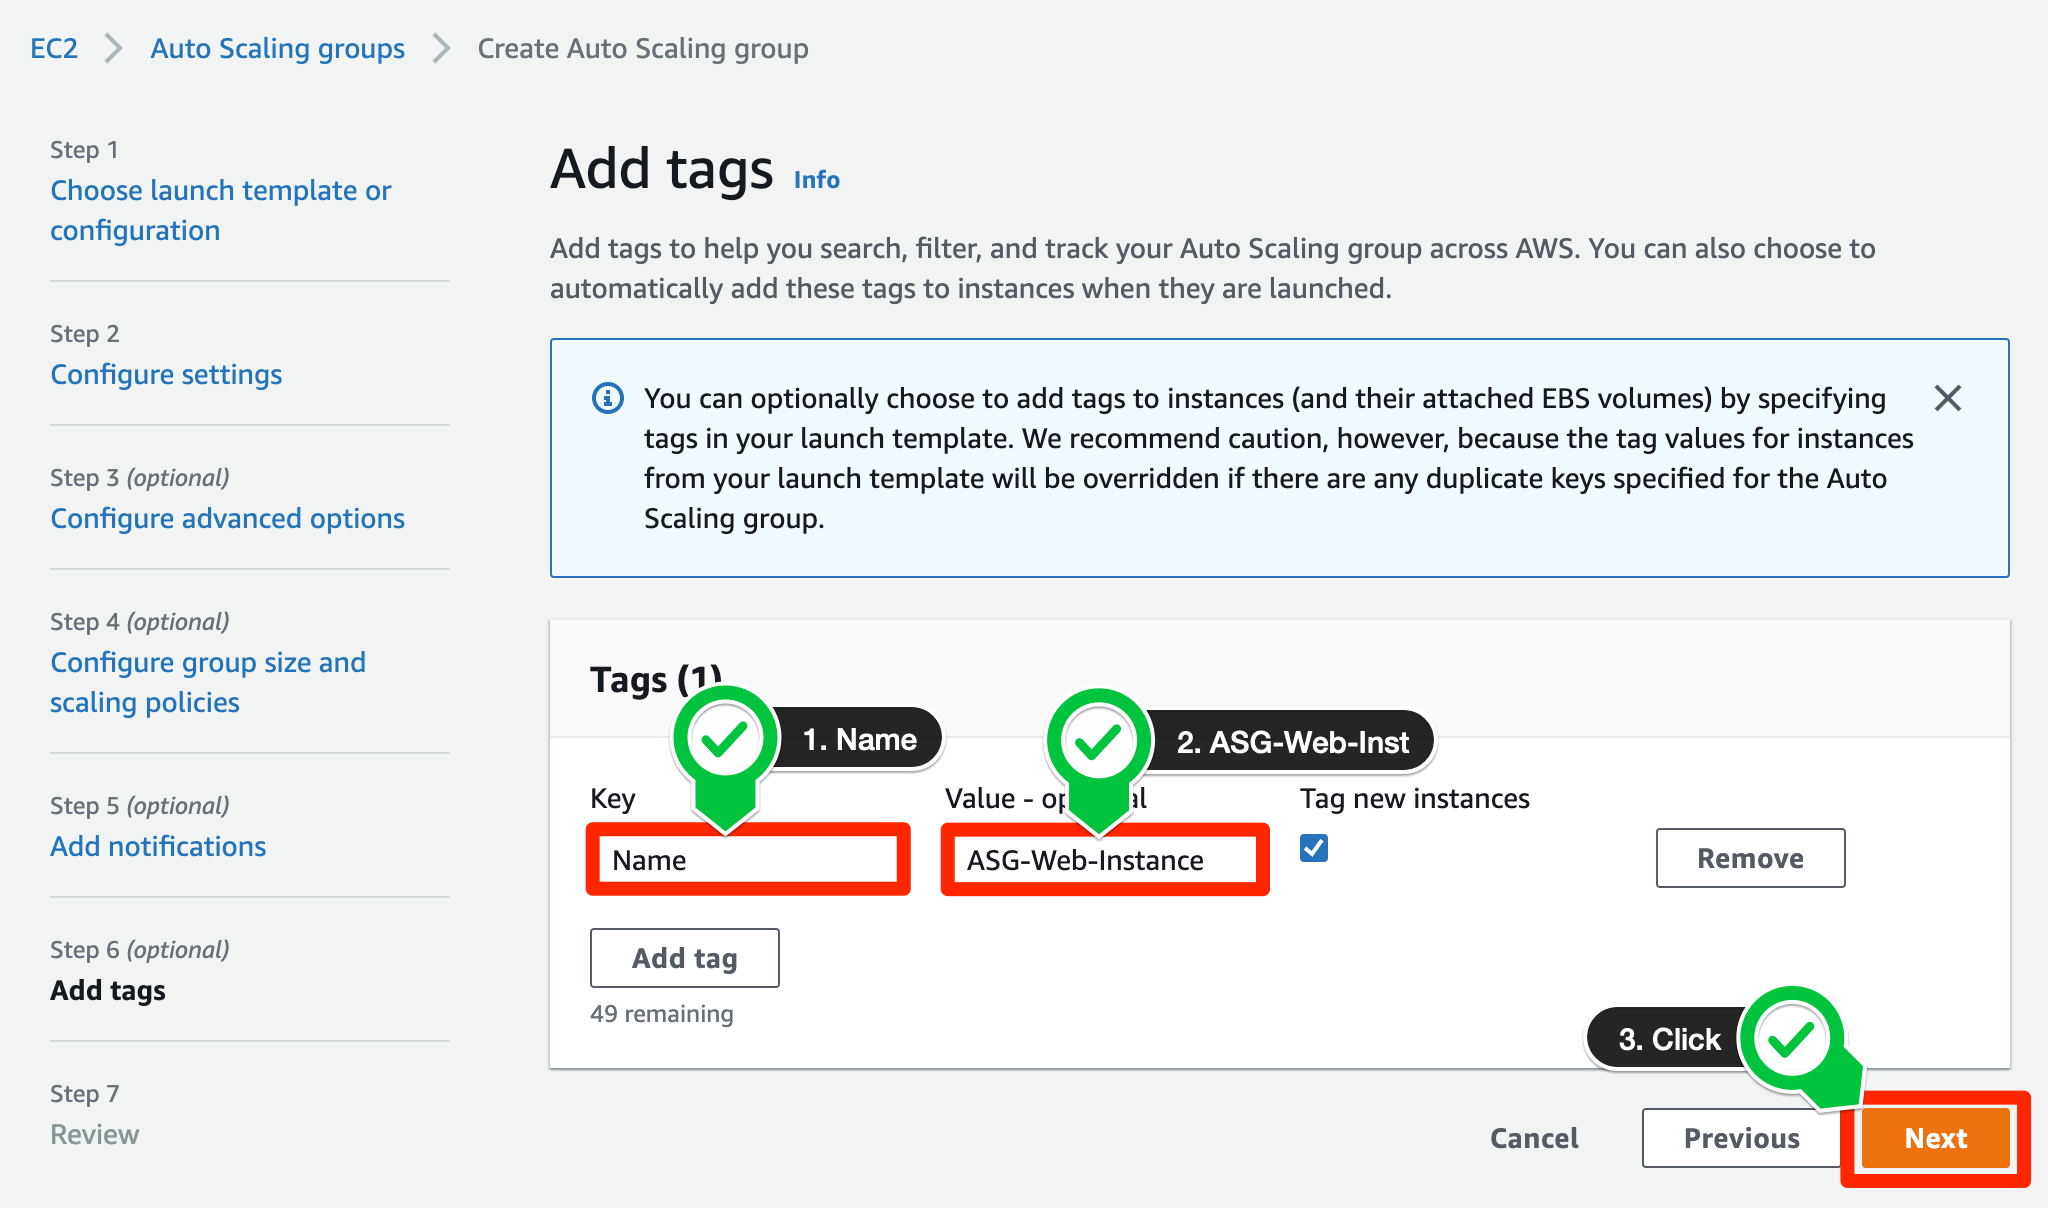 EC2 Auto Scaling groups Create Auto Scaling group
Step 1
Choose launch template or
configuration
Step 2
Configure settings
Step 3 (optional)
Configure advanced options
Step 4 (optional)
Configure group size and
scaling policies
Step 5 (optional)
Add notifications
Step 6 (optional)
Add tags
Step 7
Review
Add tags Info
Add tags to help you search, filter, and track your Auto Scaling group across AWS. You can also choose to
automatically add these tags to instances when they are launched.
You can optionally choose to add tags to instances (and their attached EBS volumes) by specifying
tags in your launch template. We recommend caution, however, because the tag values for instances
from your launch template will be overridden if there are any duplicate keys specified for the Auto
Scaling group.
Tags (1)
1. Name
2. ASG-Web-Inst
Key
Value - optional
Tag new instances
Name
ASG-Web-Instance
Remove
Add tag
49 remaining
3. Click
Cancel
Previous
Next